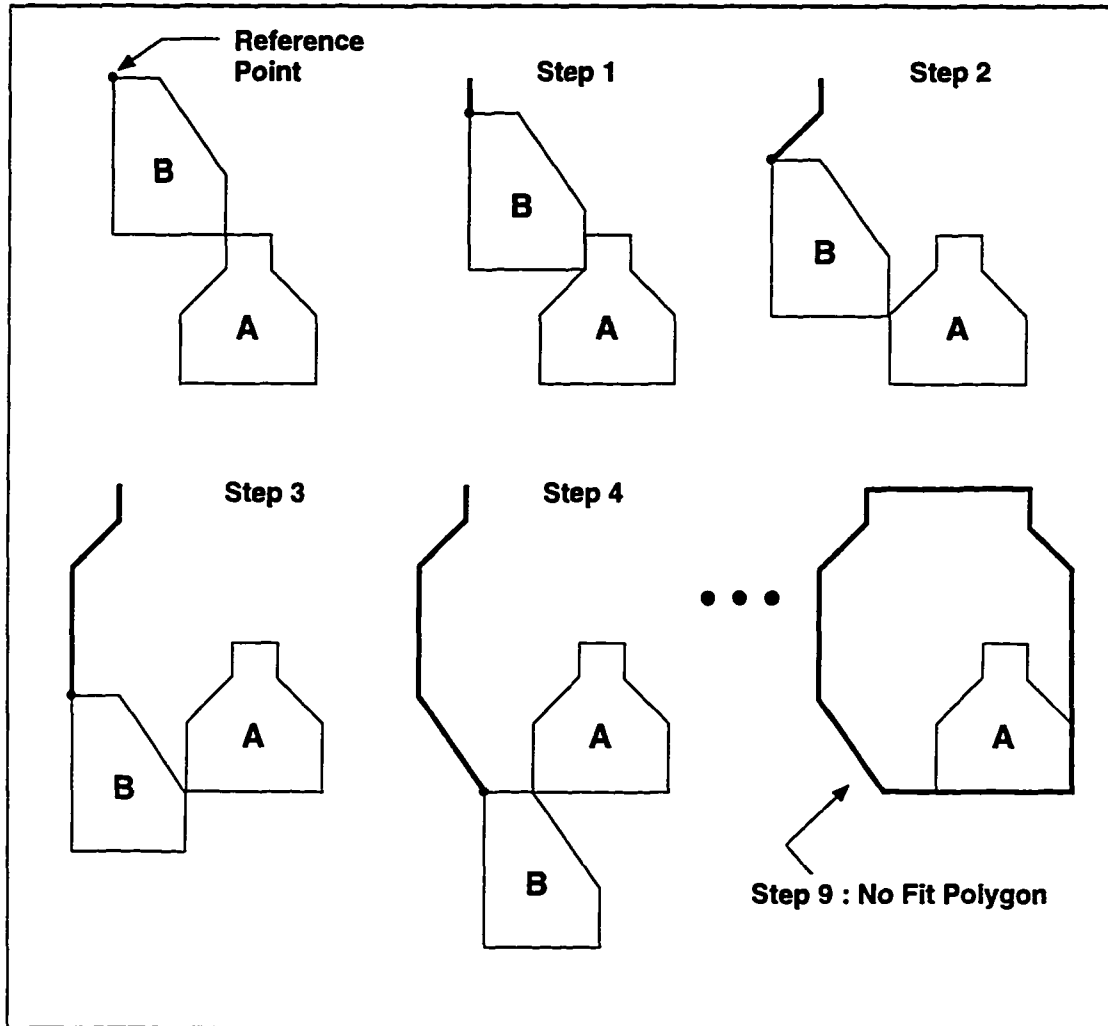 Reference
Point
Step 1
Step 2
B
A
B
A
B
A
Step 3
Step 4
B
A
A
B
A
Step 9 : No Fit Polygon